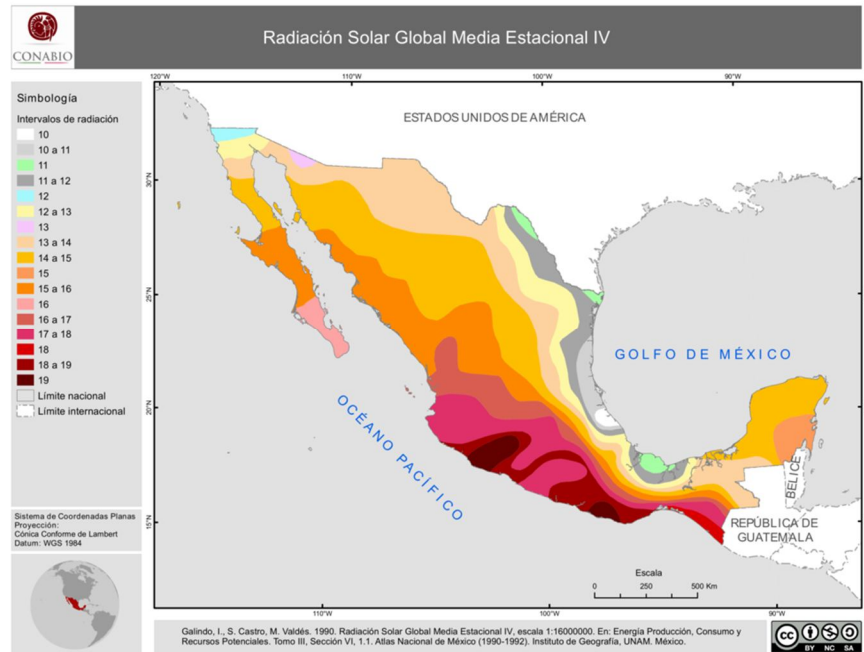 CONABIO
Radiación Solar Global Media Estacional IV
120°W
110°W
100°W
90°W
Simbología
Intervalos de radiación
10
10 a 11
11
11 a 12
12
12 a 13
13
13 a 14
14 a 15
15
15 a 16
16
16 a 17
17 a 18
18
18 a 19
19
Límite nacional
Límite internacional
Sistema de Coordenadas Planas
Proyección:
Cónica Conforme de Lambert
Datum: WGS 1984
30°N
25°N
20°N
15°N
ESTADOS UNIDOS DE AMÉRICA
GOLFO DE MÉXICO
OCÉANO PACÍFICO
BELICE
REPÚBLICA DE
GUATEMALA
Escala
0 250 500 Km
110°W
100°W
90°W
Galindo, I., S. Castro, M. Valdés. 1990. Radiación Solar Global Media Estacional IV, escala 1:16000000. En: Energía Producción, Consumo y
Recursos Potenciales. Tomo III, Sección VI, 1.1. Atlas Nacional de México (1990-1992). Instituto de Geografía, UNAM. México.
cc
BY NC SA